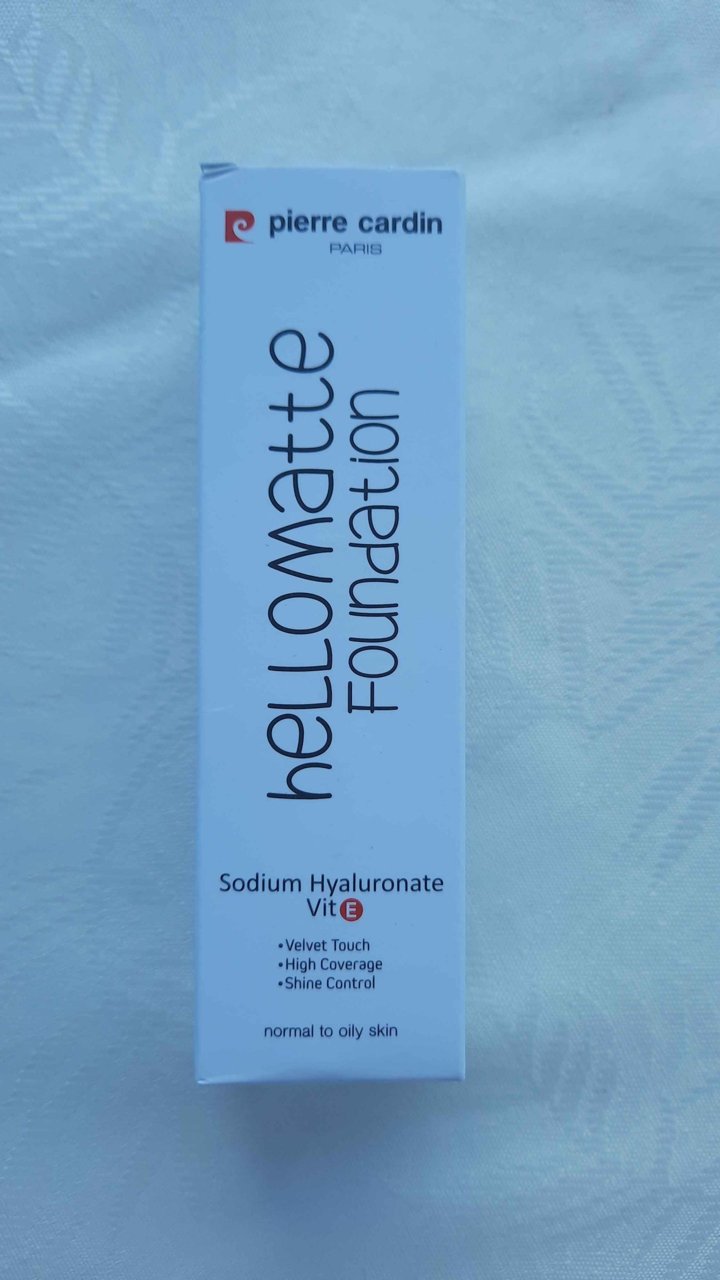 pierre cardin
PARIS
heLLOMatte
Foundation
Sodium Hyaluronate
Vit E
•Velvet Touch
•High Coverage
•Shine Control
normal to oily skin